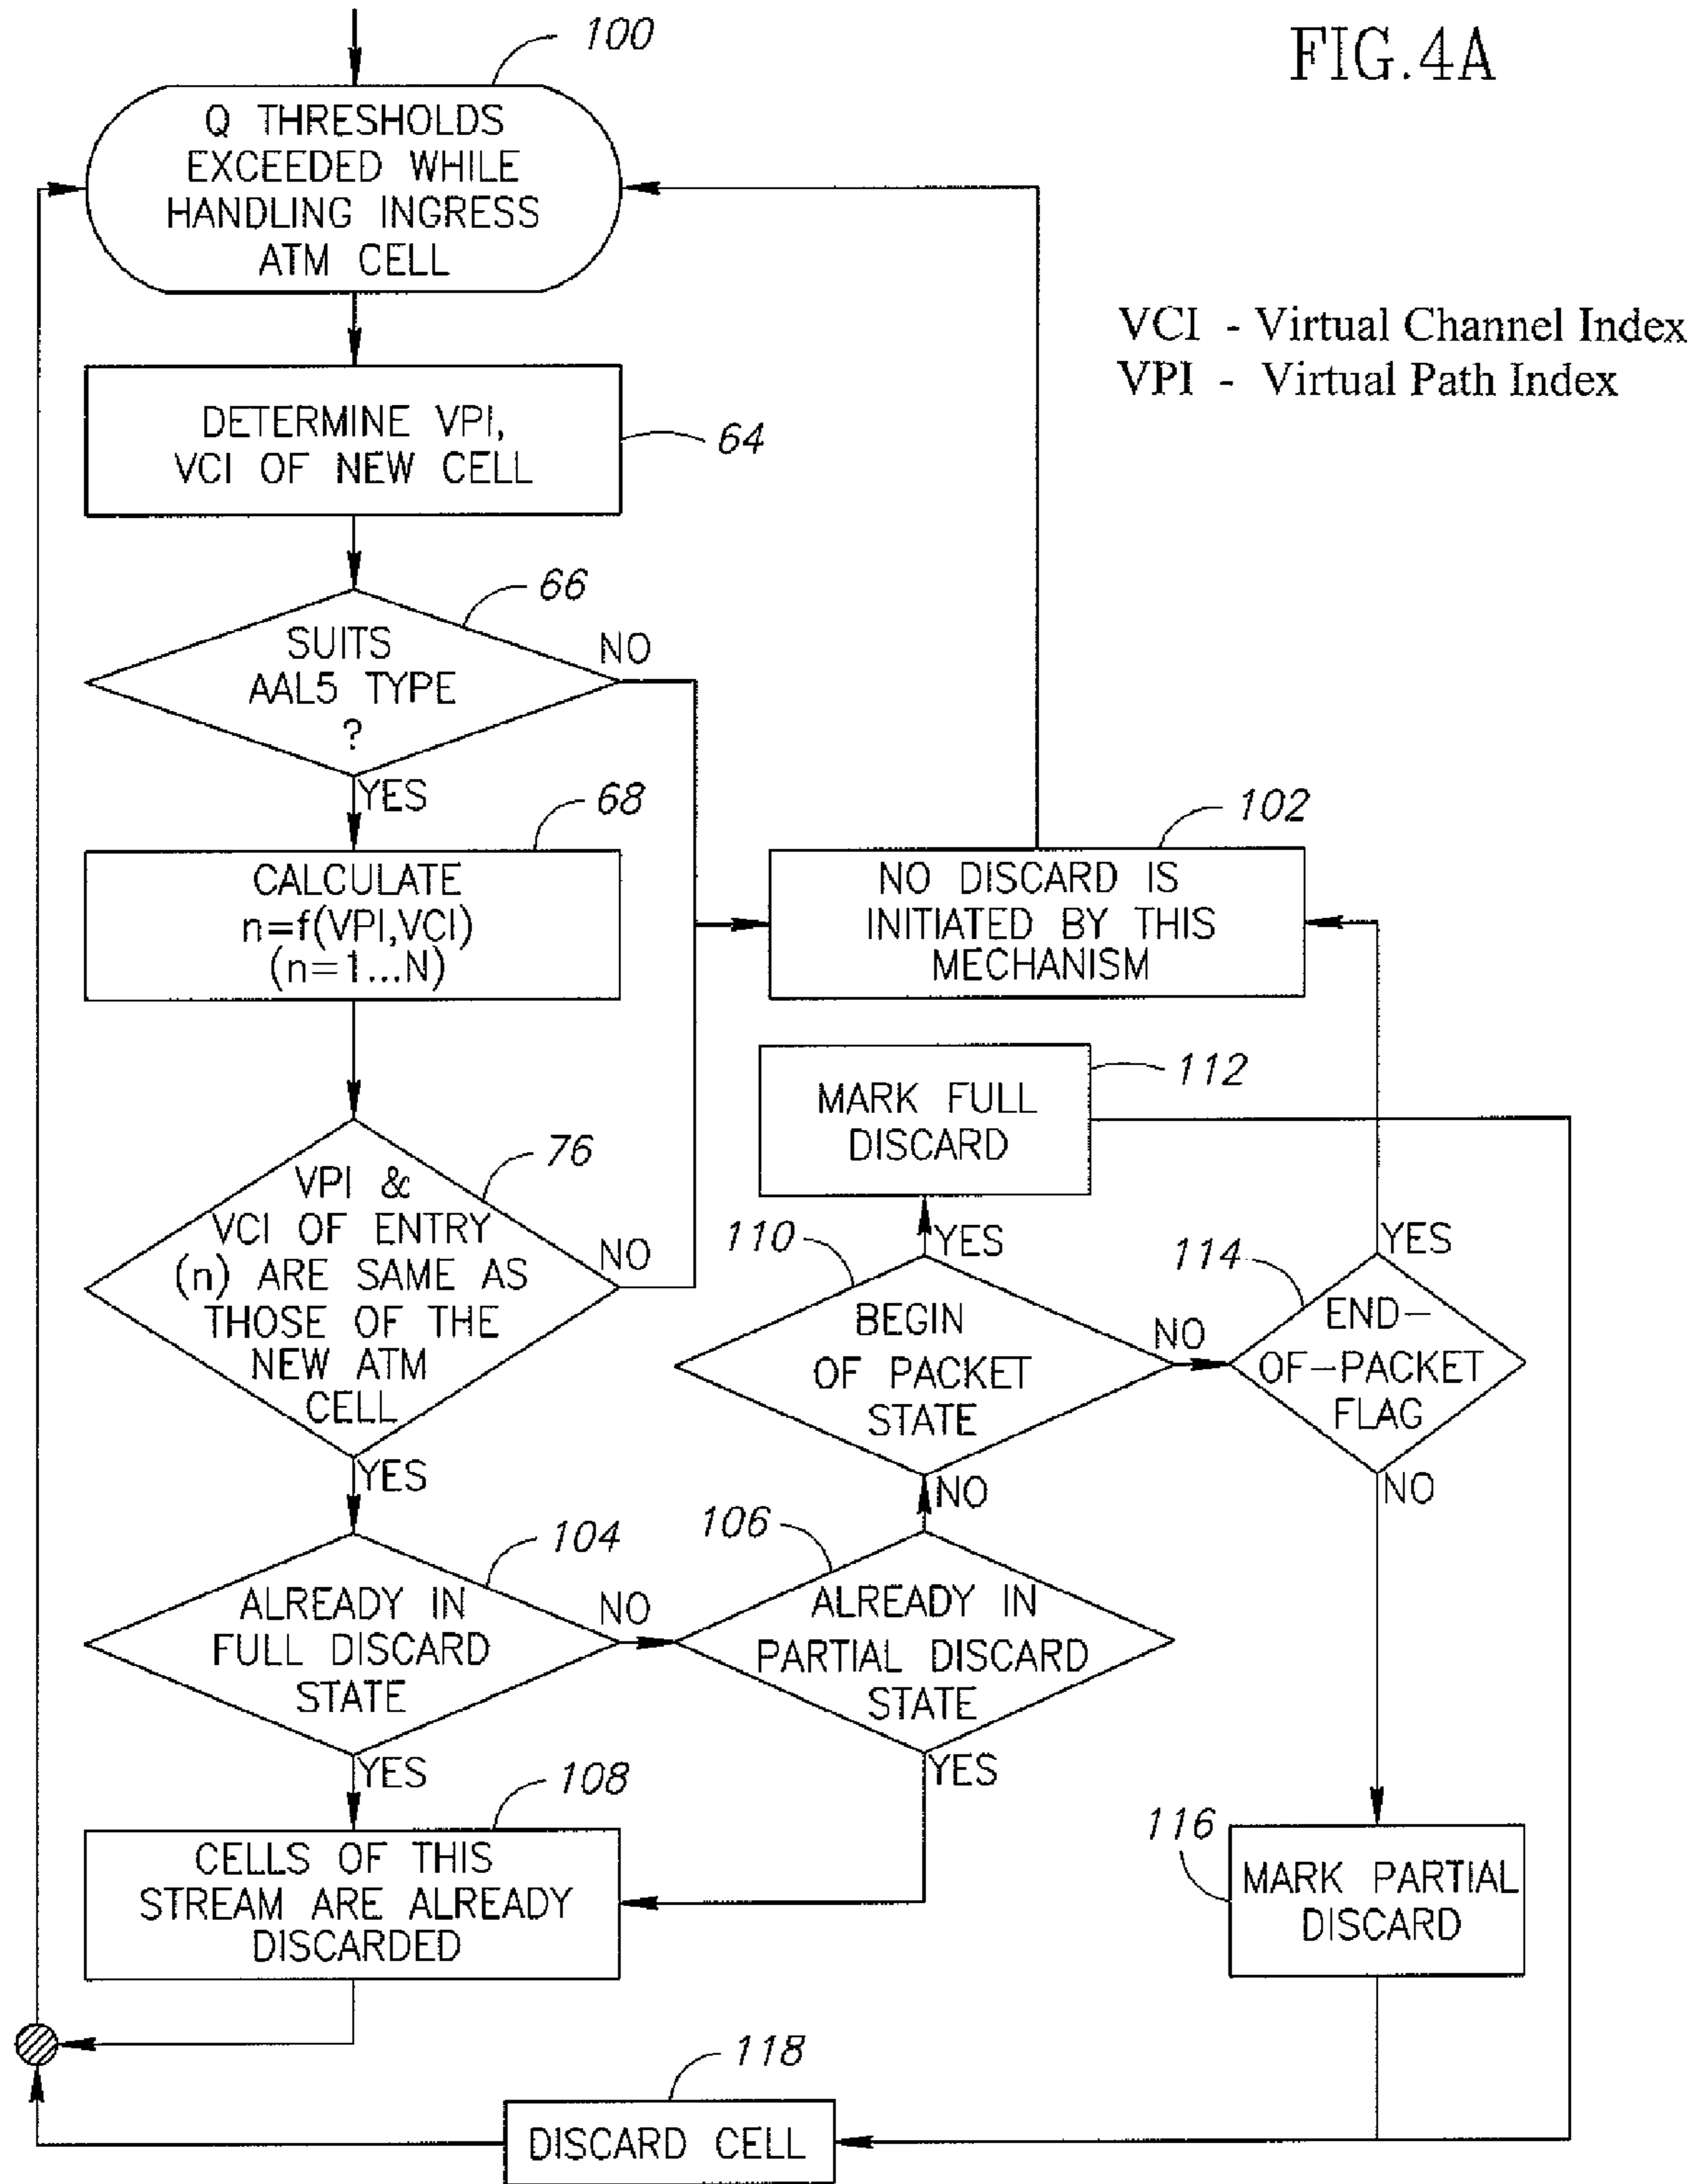 FIG.4A
100
Q THRESHOLDS
EXCEEDED WHILE
HANDLING INGRESS
ATM CELL
VCI - Virtual Channel Index
VPI - Virtual Path Index
DETERMINE VPI,
VCI OF NEW CELL
64
66
SUITS
AAL5 TYPE
?
NO
YES
68
CALCULATE
n=f(VPI,VCI)
(n=1...N)
102
NO DISCARD IS
INITIATED BY THIS
MECHANISM
76
VPI &
VCI OF ENTRY
(n) ARE SAME AS
THOSE OF THE
NEW ATM
CELL
NO
YES
112
MARK FULL
DISCARD
110
YES
BEGIN
OF PACKET
STATE
NO
NO
114
YES
END-
OF-PACKET
FLAG
NO
104
ALREADY IN
FULL DISCARD
STATE
NO
YES
106
ALREADY IN
PARTIAL DISCARD
STATE
YES
108
CELLS OF THIS
STREAM ARE ALREADY
DISCARDED
116
MARK PARTIAL
DISCARD
118
DISCARD CELL